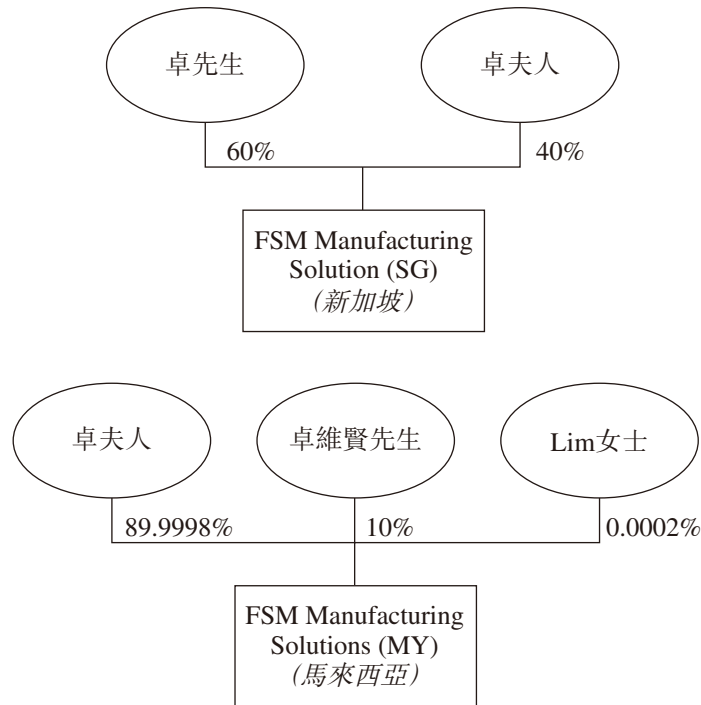 卓先生
卓夫人
60%
40%
FSM Manufacturing
Solution (SG)
(新加坡)
卓夫人
卓維賢先生
Lim女士
89.9998%
10%
0.0002%
FSM Manufacturing
Solutions (MY)
(馬來西亞)